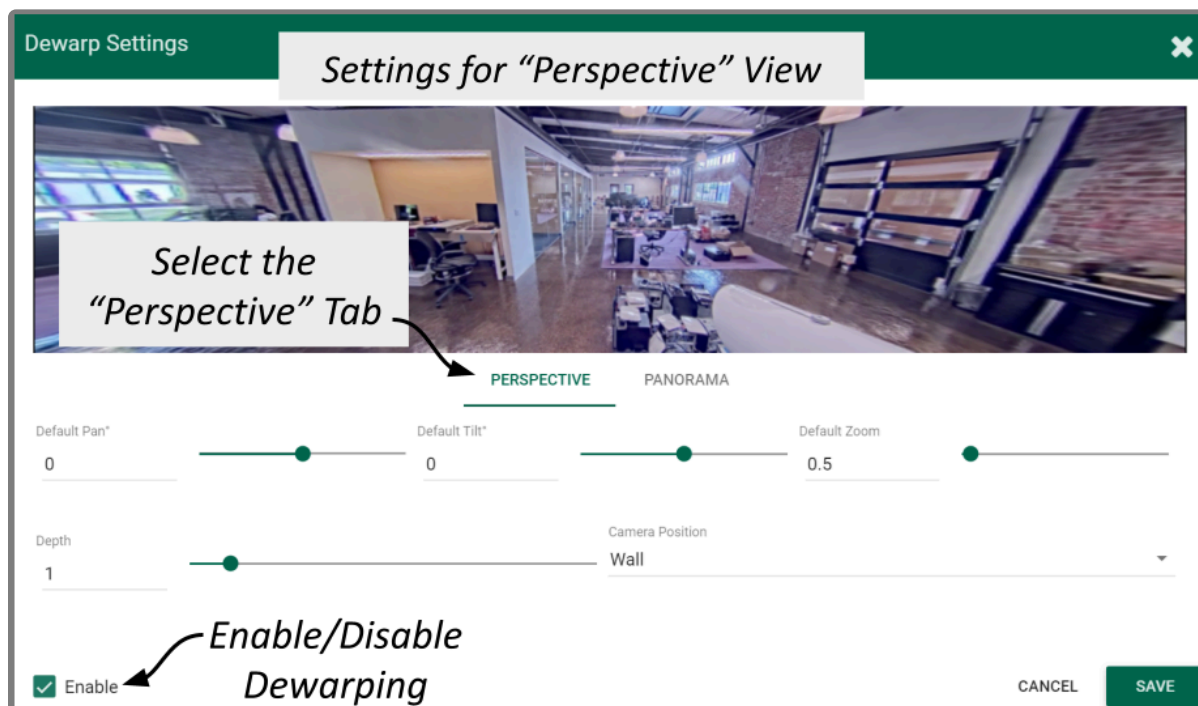 Dewarp Settings
Settings for “Perspective” View
Select the
“Perspective” Tab
PERSPECTIVE PANORAMA
Default Pan°
0
Default Tilt°
0
Default Zoom
0.5
Depth
1
Camera Position
Wall
Enable/Disable
Dewarping
Enable
CANCEL SAVE